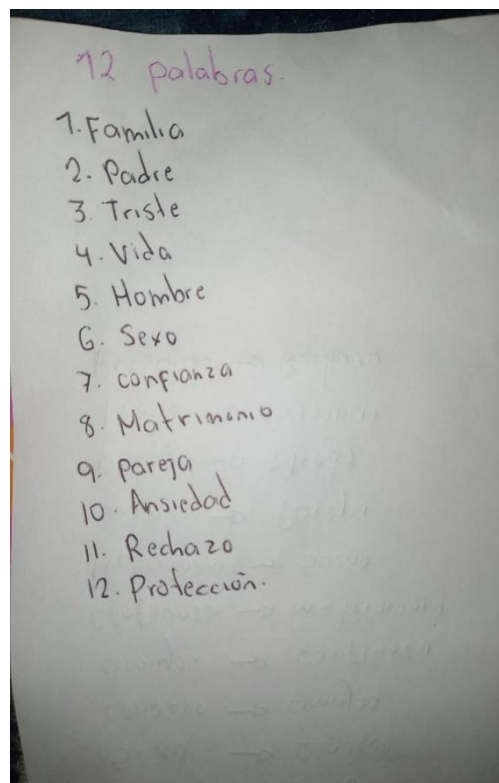 12 palabras.
1. Familia
2. Padre
3. Triste
4. Vida
5. Hombre
6. Sexo
7. confianza
8. Matrimonio
9. pareja
10. Ansiedad
11. Rechazo
12. Protección.